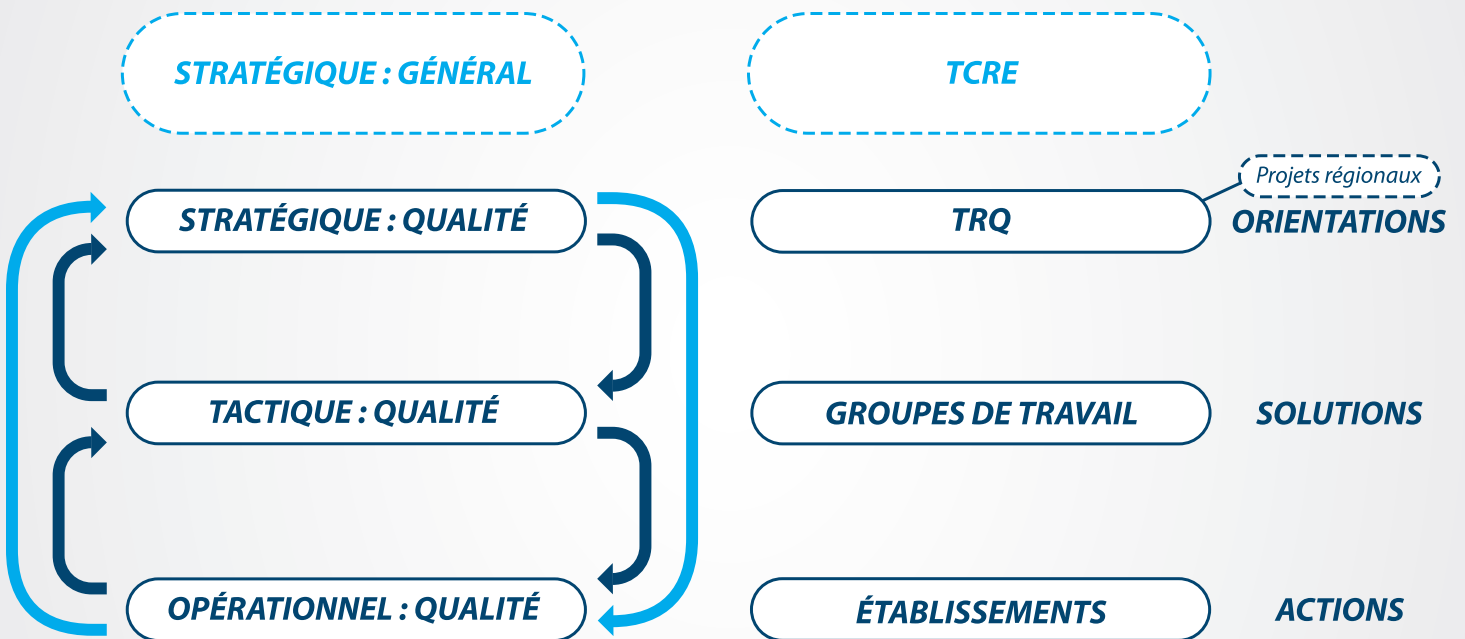 STRATÉGIQUE : GÉNÉRAL
TCRE
Projets régionaux
STRATÉGIQUE : QUALITÉ
TRQ
ORIENTATIONS
TACTIQUE : QUALITÉ
GROUPES DE TRAVAIL
SOLUTIONS
OPÉRATIONNEL : QUALITÉ
ÉTABLISSEMENTS
ACTIONS